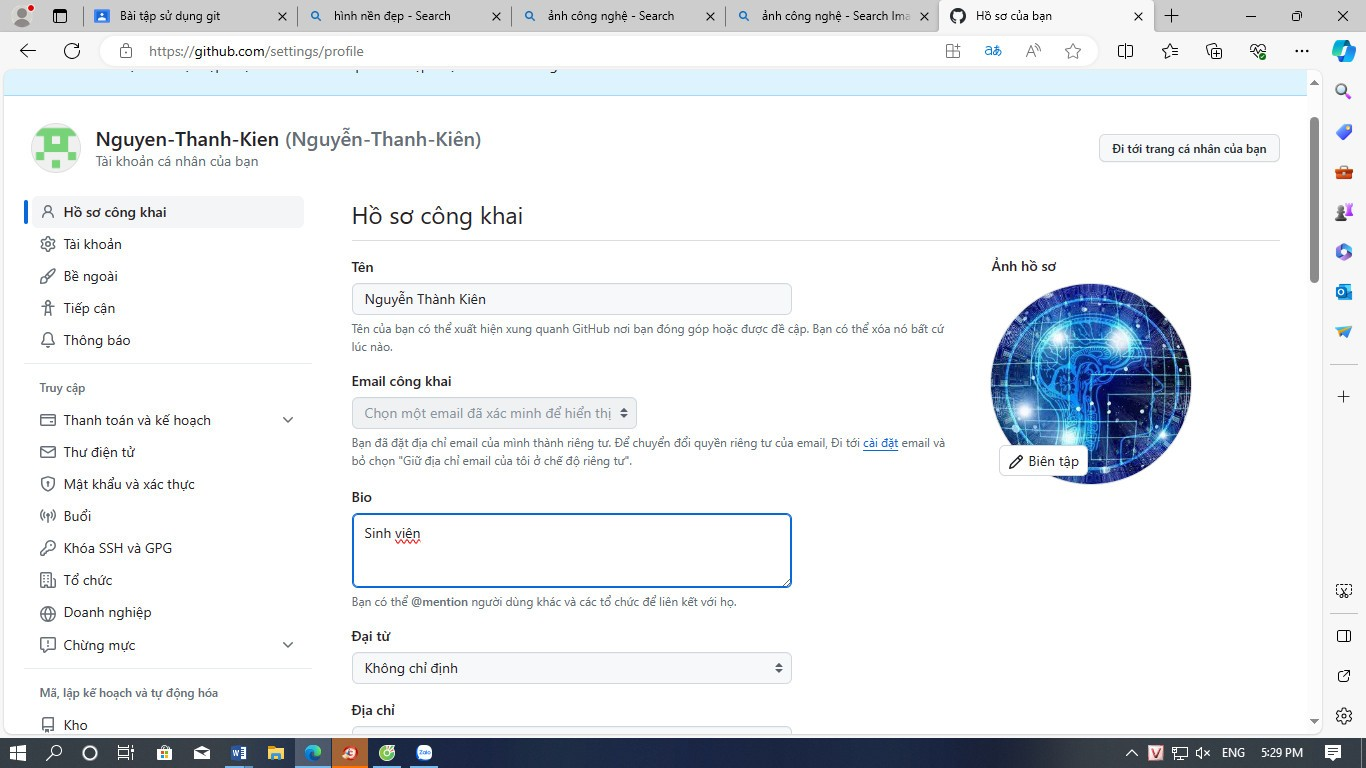 Bài tập sử dụng git
hình nền đẹp - Search
ảnh công nghệ - Search
ảnh công nghệ - Search Ima
Hồ sơ của bạn
https://github.com/settings/profile
Nguyen-Thanh-Kien (Nguyễn-Thanh-Kiên)
Tài khoản cá nhân của bạn
Đi tới trang cá nhân của bạn
Hồ sơ công khai
Tài khoản
Bề ngoài
Tiếp cận
Thông báo
Truy cập
Thanh toán và kế hoạch
Thư điện tử
Mật khẩu và xác thực
Buổi
Khóa SSH và GPG
Tổ chức
Doanh nghiệp
Chừng mực
Mã, lập kế hoạch và tự động hóa
Kho
Hồ sơ công khai
Tên
Nguyễn Thành Kiên
Tên của bạn có thể xuất hiện xung quanh GitHub nơi bạn đóng góp hoặc được đề cập. Bạn có thể xóa nó bất cứ
lúc nào.
Email công khai
Chọn một email đã xác minh để hiển thị
Bạn đã đặt địa chỉ email của mình thành riêng tư. Để chuyển đổi quyền riêng tư của email, Đi tới cài đặt email và
bỏ chọn "Giữ địa chỉ email của tôi ở chế độ riêng tư".
Bio
Sinh viên
Bạn có thể @mention người dùng khác và các tổ chức để liên kết với họ.
Đại từ
Không chỉ định
Địa chỉ
Ảnh hồ sơ
Biên tập
ENG
5:29 PM